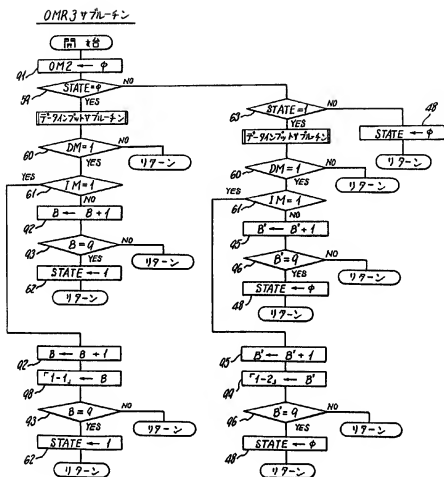 OMR3 サブルーチン
開始
91
OM2 ← φ
59
STATE=φ
NO
YES
データインプットサブルーチン
60
DM=1
NO
YES
リターン
YES
61
IM=1
NO
92
B ← B+1
93
B=9
NO
YES
リターン
62
STATE ← 1
リターン
92
B ← B+1
98
「1-1」 ← B
93
B=9
NO
YES
リターン
62
STATE ← 1
リターン
63
STATE=1
NO
YES
48
STATE ← φ
リターン
データインプットサブルーチン
60
DM=1
NO
YES
リターン
YES
61
IM=1
NO
95
B' ← B'+1
96
B'=9
NO
YES
リターン
48
STATE ← φ
リターン
95
B' ← B'+1
99
「1-2」 ← B'
96
B'=9
NO
YES
リターン
48
STATE ← φ
リターン